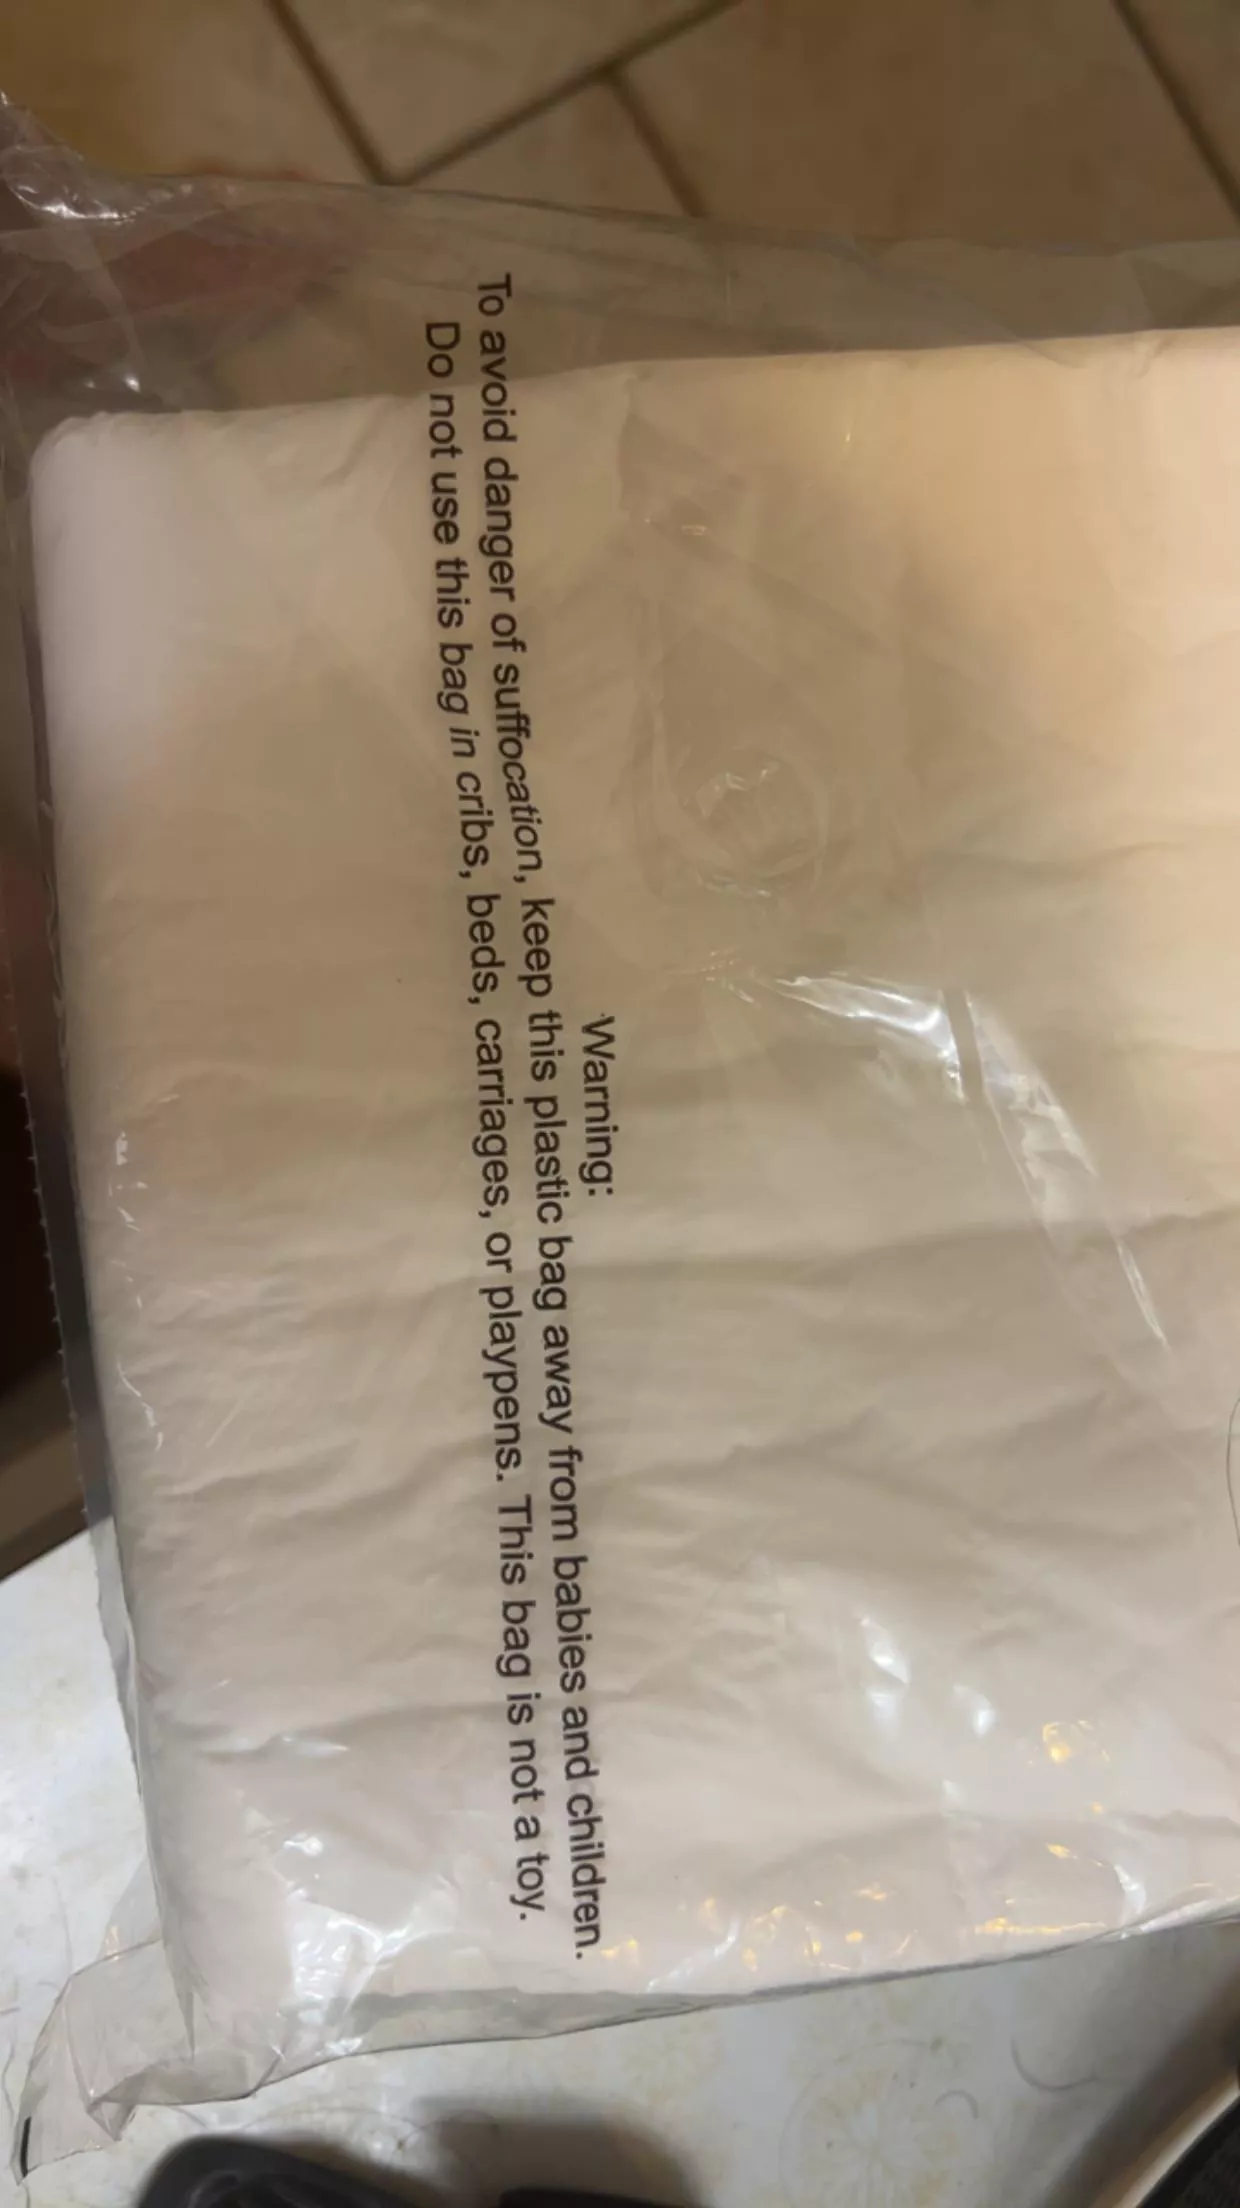 Warning:
To avoid danger of suffocation, keep this plastic bag away from babies and children.
Do not use this bag in cribs, beds, carriages, or playpens. This bag is not a toy.